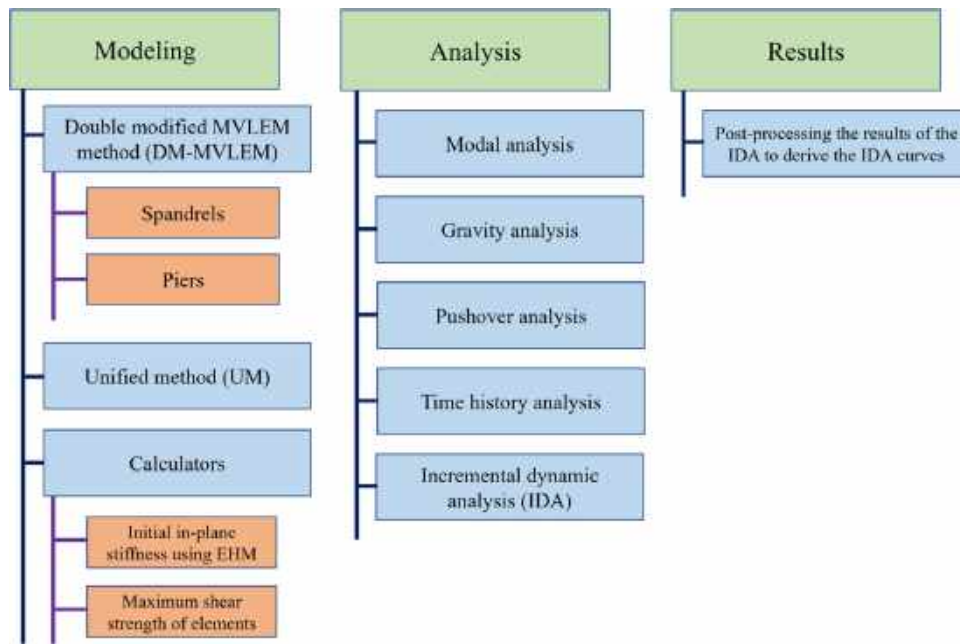 Modeling
Double modified MVLEM
method (DM-MVLEM)
Spandrels
Piers
Unified method (UM)
Calculators
Initial in-plane
stiffness using EHM
Maximum shear
strength of elements
Analysis
Modal analysis
Gravity analysis
Pushover analysis
Time history analysis
Incremental dynamic
analysis (IDA)
Results
Post-processing the results of the
IDA to derive the IDA curves